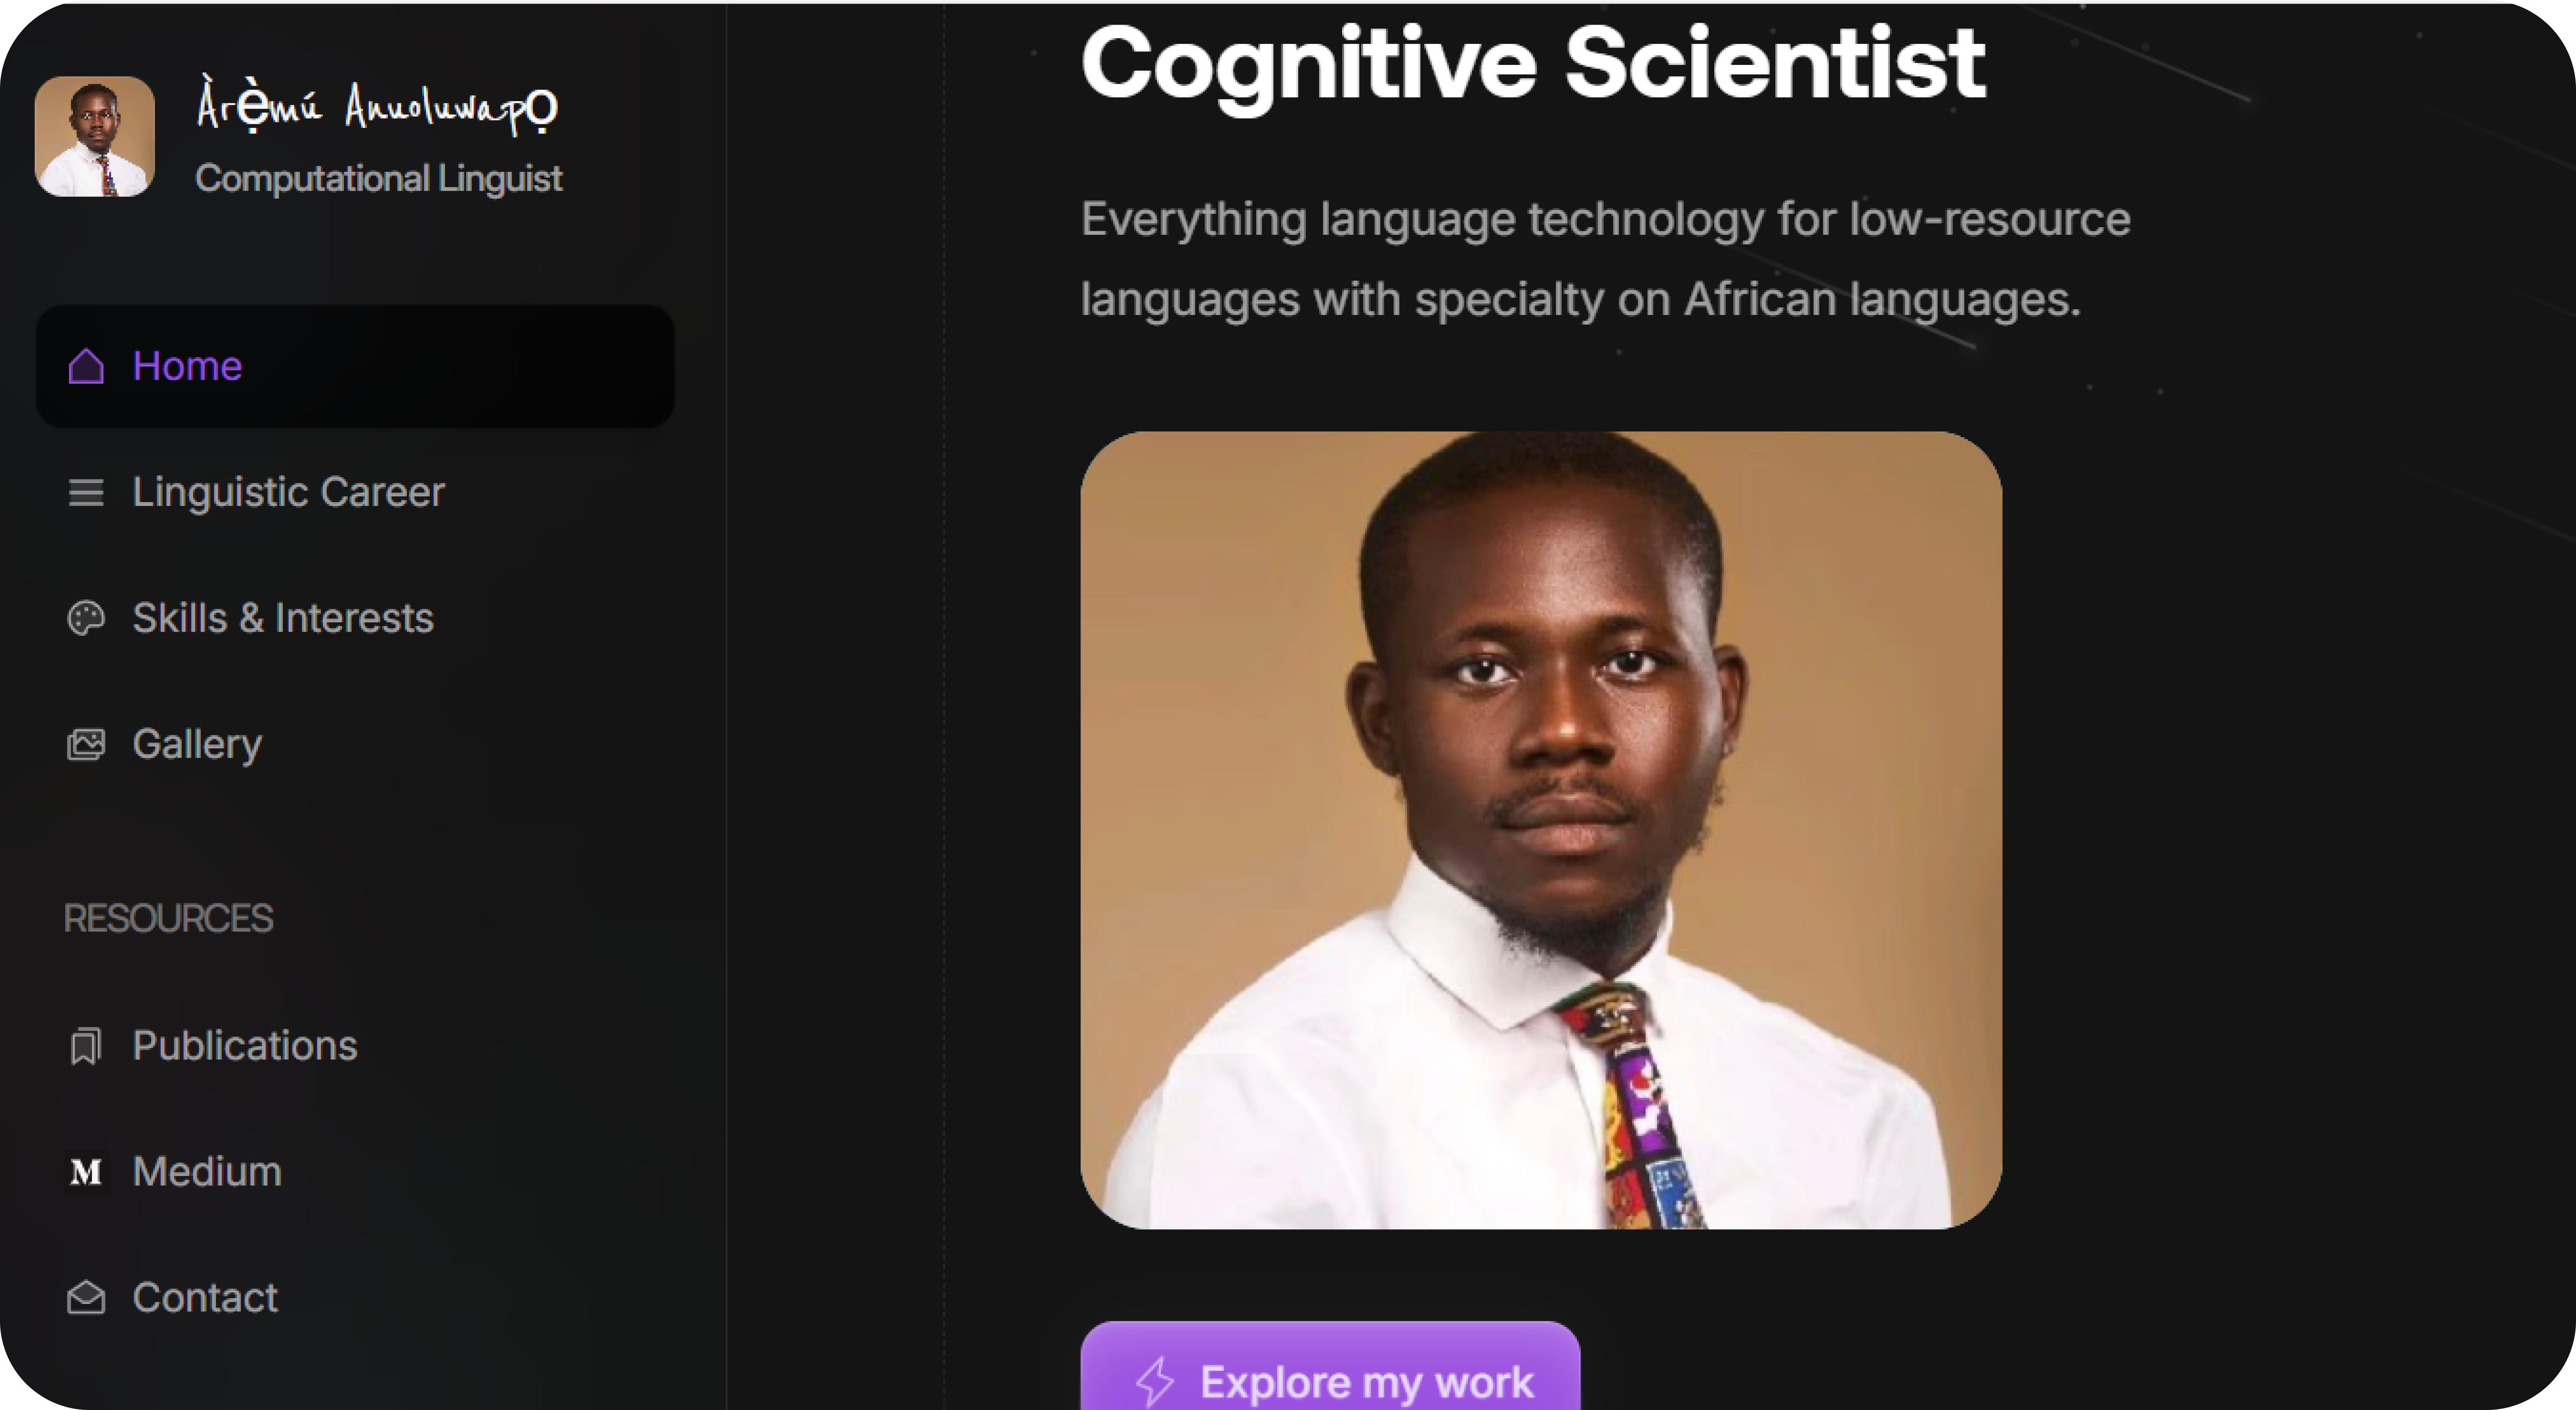 Àrẹ̀mú Anuoluwapọ
Computational Linguist
Home
Linguistic Career
Skills & Interests
Gallery
RESOURCES
Publications
M Medium
Contact
Cognitive Scientist
Everything language technology for low-resource
languages with specialty on African languages.
Explore my work